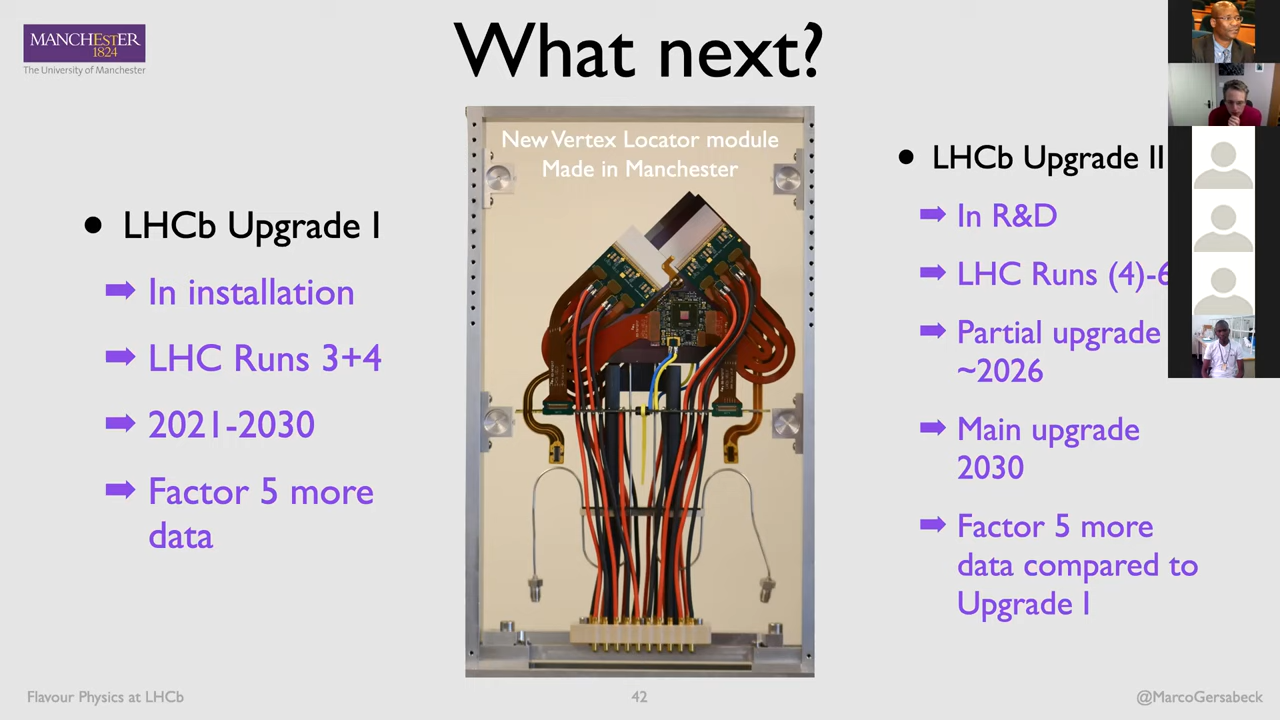 MANCHESTER
1824
The University of Manchester
What next?
• LHCb Upgrade I
➡ In installation
➡ LHC Runs 3+4
➡ 2021-2030
➡ Factor 5 more
data
New Vertex Locator module
Made in Manchester
• LHCb Upgrade II
➡ In R&D
➡ LHC Runs (4)-6
➡ Partial upgrade
~2026
➡ Main upgrade
2030
➡ Factor 5 more
data compared to
Upgrade I
Flavour Physics at LHCb
42
@MarcoGersabeck